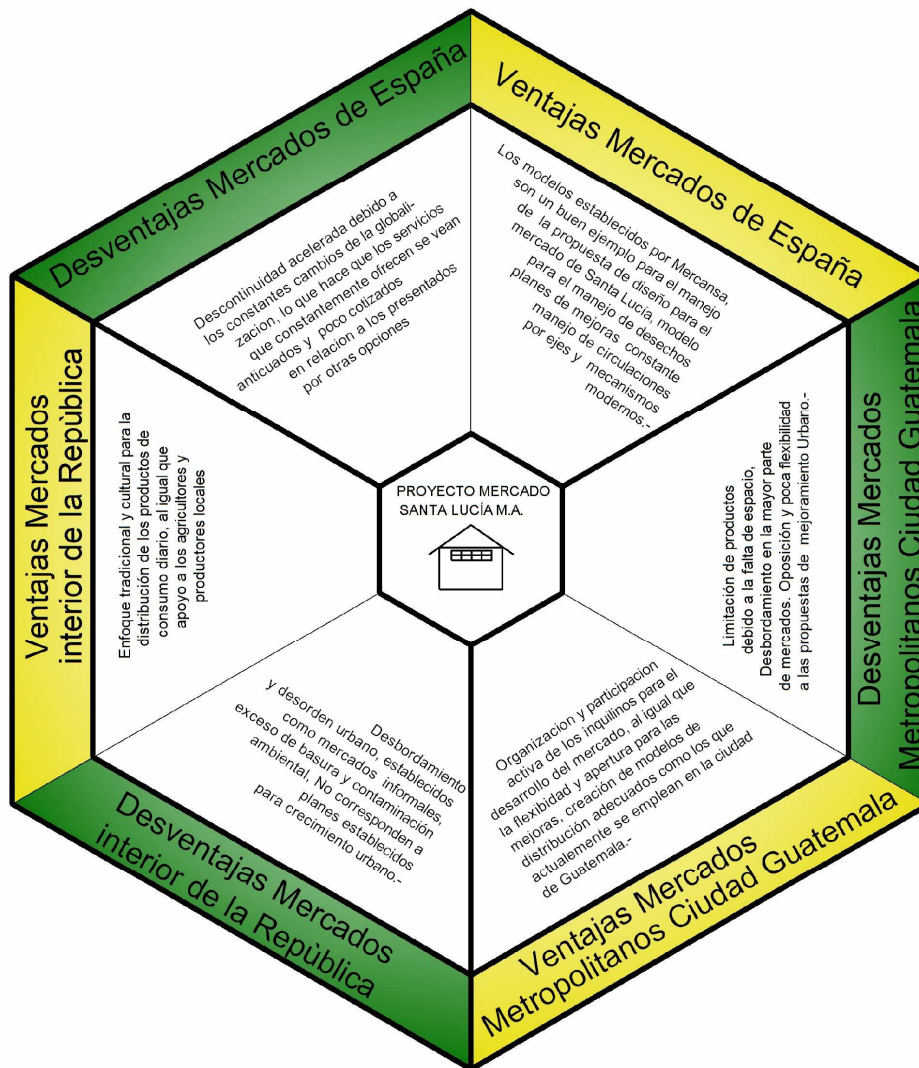 Desventajas Mercados de España
Descontinuidad acelerada debido a
los constantes cambios de la globali-
zacion, lo que hace que los servicios
que constantemente ofrecen se vean
anticuados y poco cotizados
en relacion a los presentados
por otras opciones
Ventajas Mercados de España
Los modelos establecidos por Mercansa,
son un buen ejemplo para el manejo
de la propuesta de diseño para el
mercado de Santa Lucia, modelo
para el manejo de desechos
planes de mejoras constante
manejo de circulaciones
por ejes y mecanismos
modernos.-
Desventajas Mercados
Metropolitanos Ciudad Guatemala
Limitación de productos
debido a la falta de espacio,
Desbordamiento en la mayor parte
de mercados. Oposición y poca flexibilidad
a las propuestas de mejoramiento Urbano.-
Ventajas Mercados
Metropolitanos Ciudad Guatemala
Organizacion y participacion
activa de los inquilinos para el
desarrollo del mercado, al igual que
la flexibidad y apertura para las
mejoras, creación de modelos de
distribución adecuados como los que
actualemente se emplean en la ciudad
de Guatemala.-
Desventajas Mercados
interior de la Repùblica
Desbordamiento
y desorden urbano, establecidos
como mercados informales,
exceso de basura y contaminación
ambiental, No corresponden a
planes establecidos
para crecimiento urbano.-
Ventajas Mercados
interior de la Repùblica
Enfoque tradicional y cultural para la
distribución de los productos de
consumo diario, al igual que
apoyo a los agricultores y
productores locales
PROYECTO MERCADO
SANTA LUCÍA M.A.